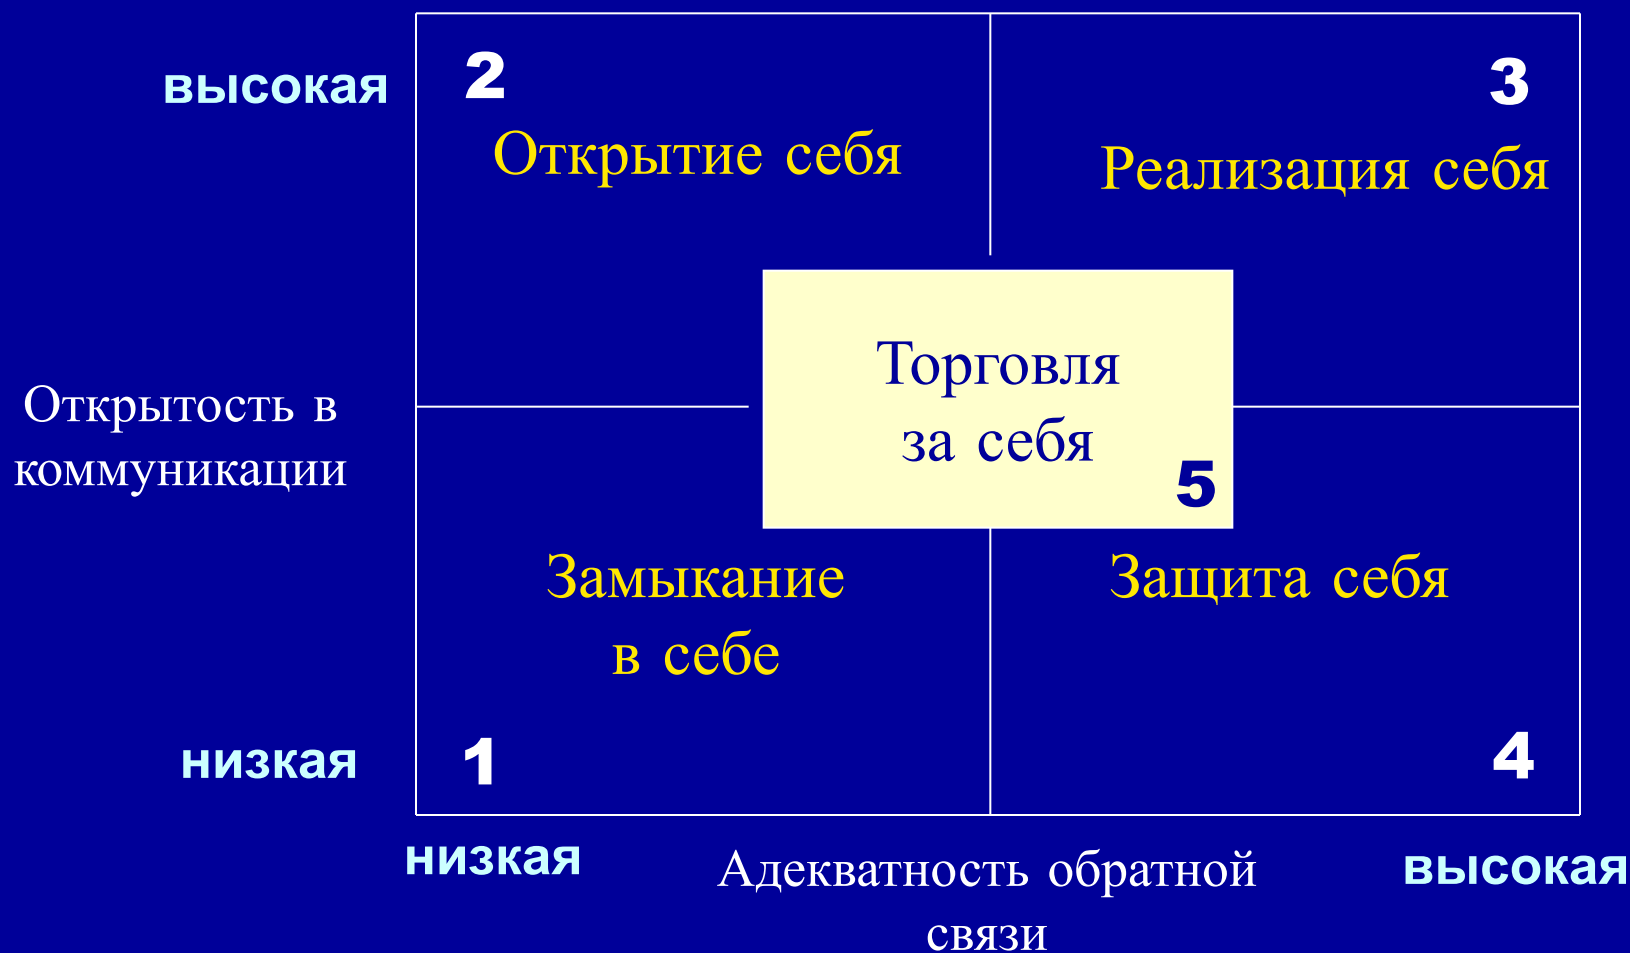 высокая
2
3
Открытие себя
Реализация себя
Торговля
за себя
5
Открытость в
коммуникации
Замыкание
в себе
Защита себя
низкая
1
4
низкая
Адекватность обратной
связи
высокая